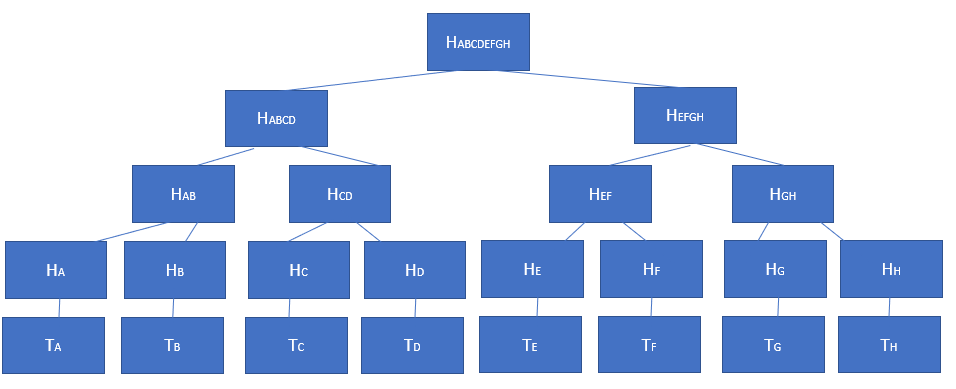 HABCDEFGH
HABCD
HEFGH
HAB
HCD
HEF
HGH
HA
HB
HC
HD
HE
HF
HG
HH
TA
TB
TC
TD
TE
TF
TG
TH